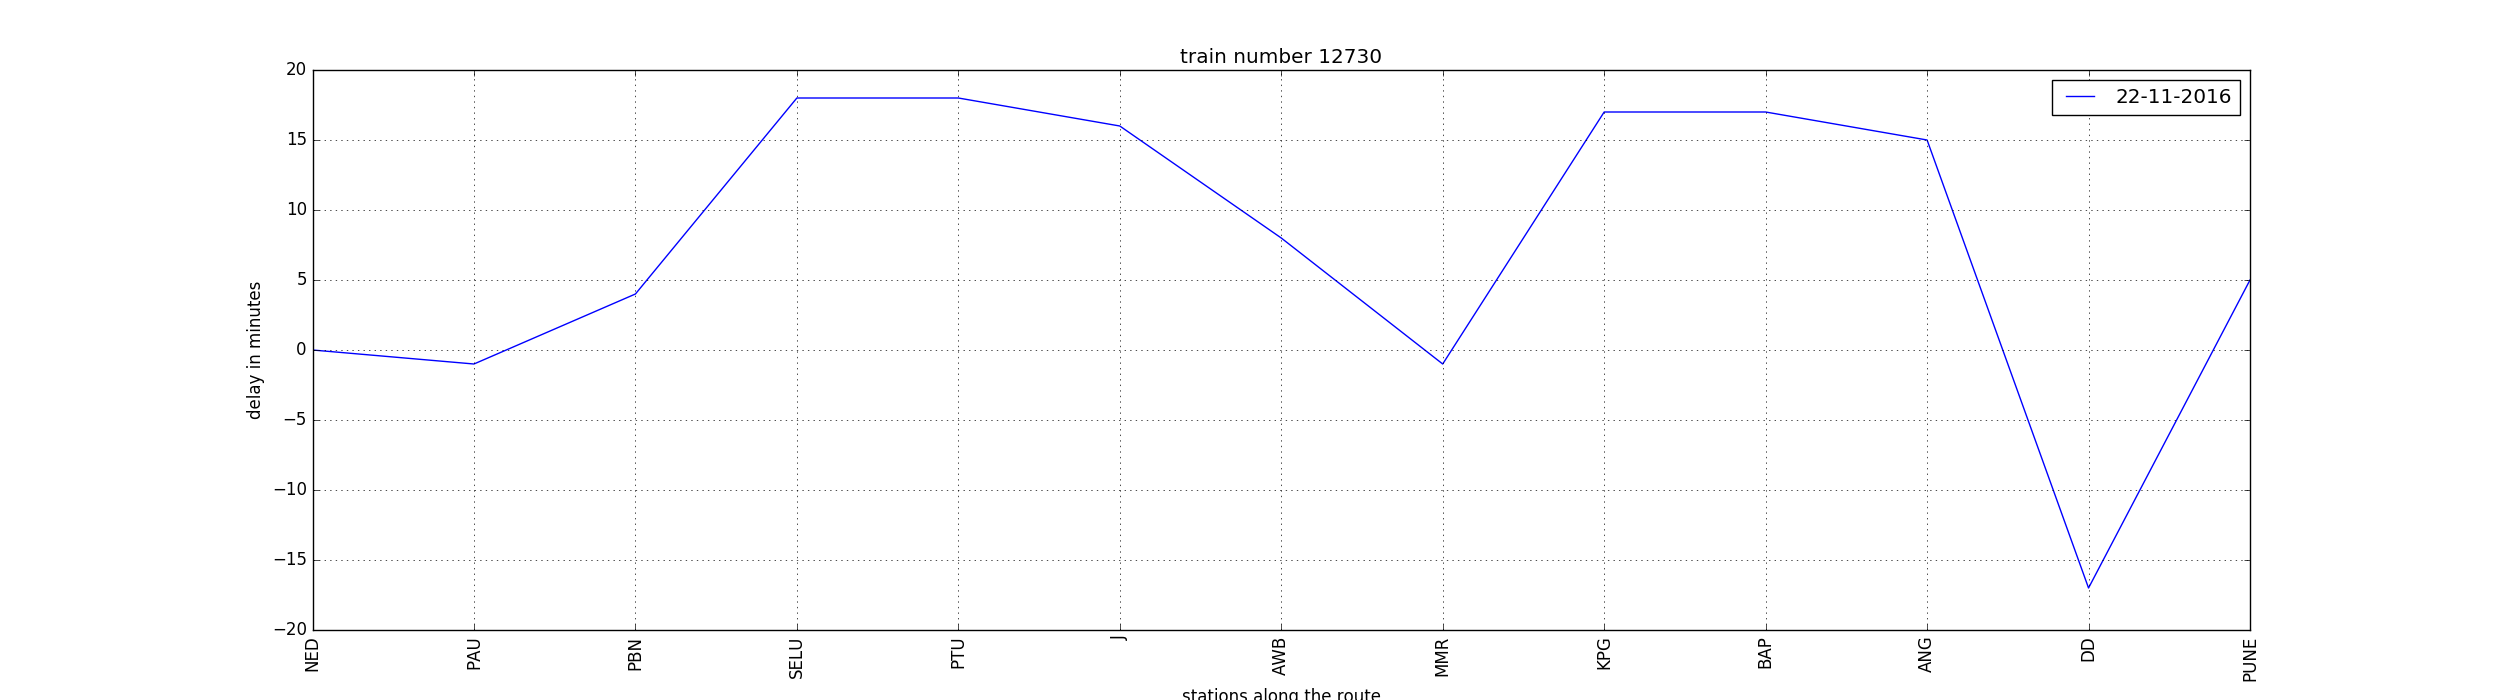 train number 12730
22-11-2016
20
15
10
5
0
−5
−10
−15
−20
delay in minutes
NED
PAU
PBN
SELU
PTU
J
AWB
MMR
KPG
BAP
ANG
DD
PUNE
stations along the route